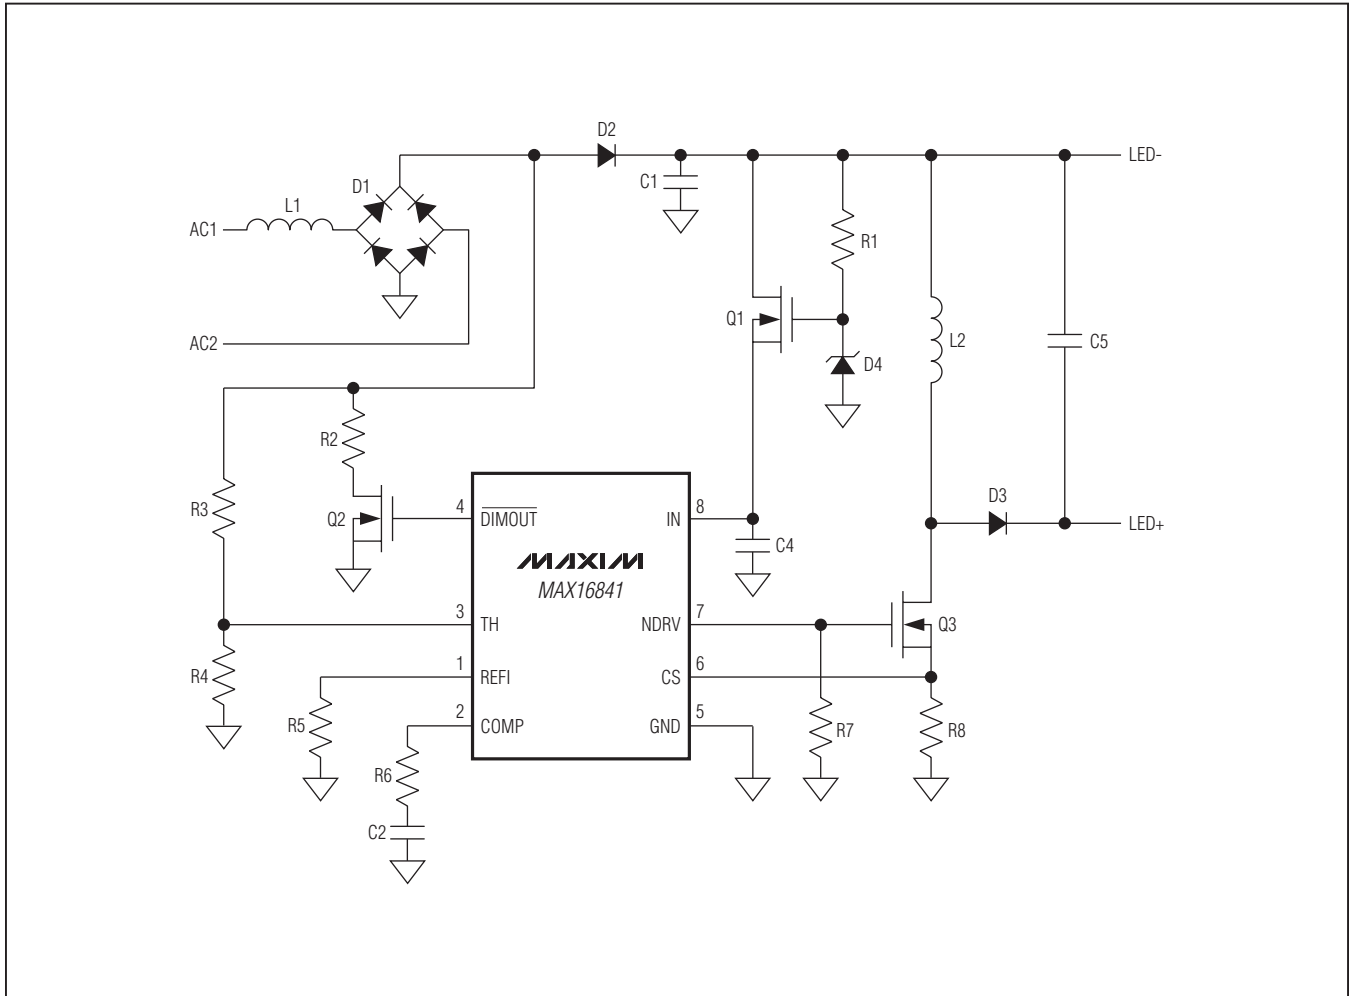 D2
LED-
D1
C1
L1
AC1
R1
Q1
AC2
L2
C5
D4
R2
D3
R3
Q2
4
DIMOUT
IN
8
LED+
C4
MAXIM
MAX16841
3
TH
NDRV
7
Q3
R4
1
REFI
CS
6
R5
2
COMP
GND
5
R7
R8
R6
C2